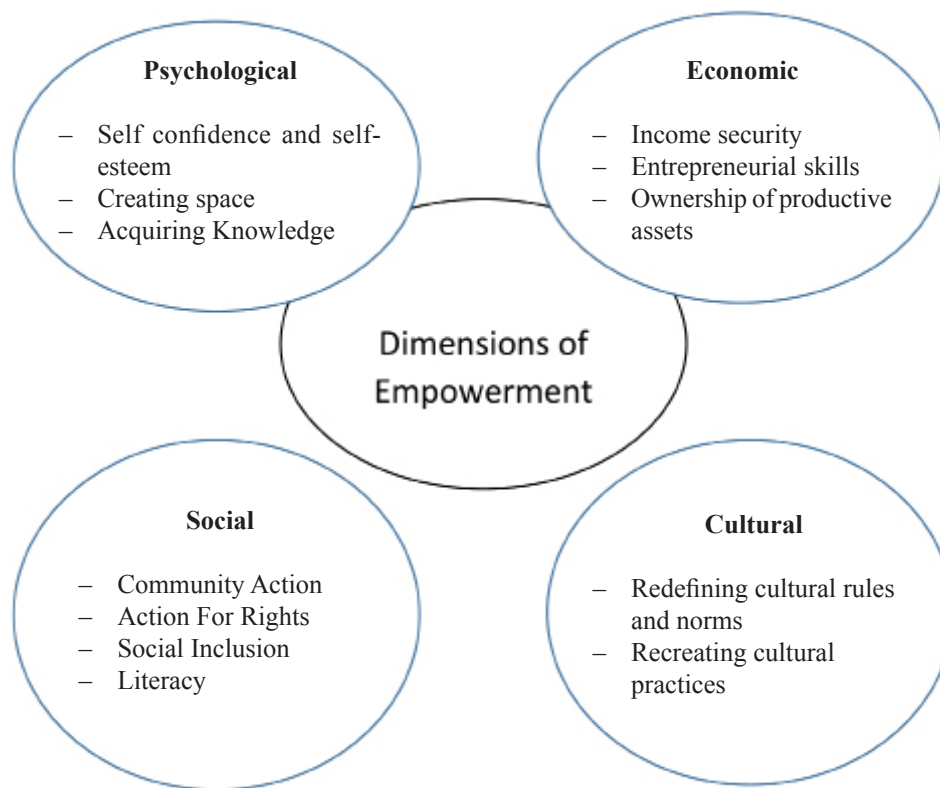 Psychological
– Self confidence and self-
esteem
– Creating space
– Acquiring Knowledge
Economic
– Income security
– Entrepreneurial skills
– Ownership of productive
assets
Dimensions of
Empowerment
Social
– Community Action
– Action For Rights
– Social Inclusion
– Literacy
Cultural
– Redefining cultural rules
and norms
– Recreating cultural
practices